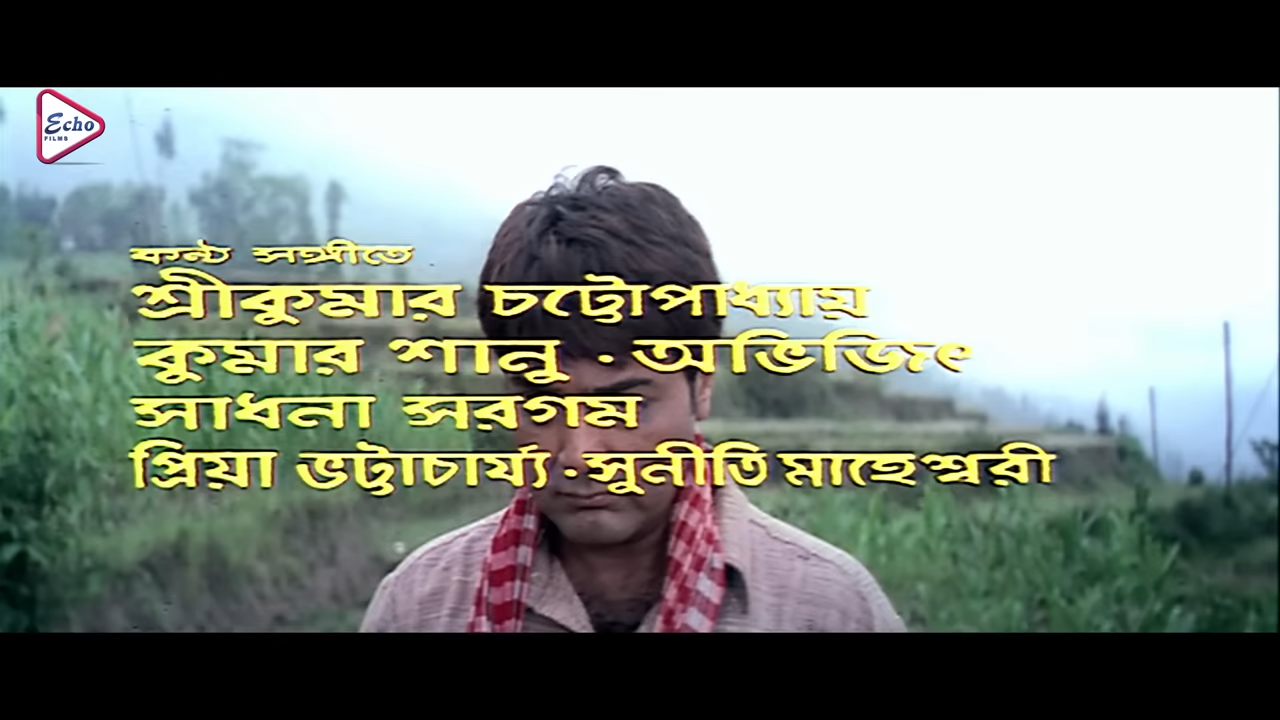 Echo
FILMS
কন্ঠ সঙ্গীতে
শ্রীকুমার চট্টোপাধ্যায়
কুমার শানু · অভিজিৎ
সাধনা সরগম
প্রিয়া ভট্টাচার্য্য · সুনীতি মাহেশ্বরী